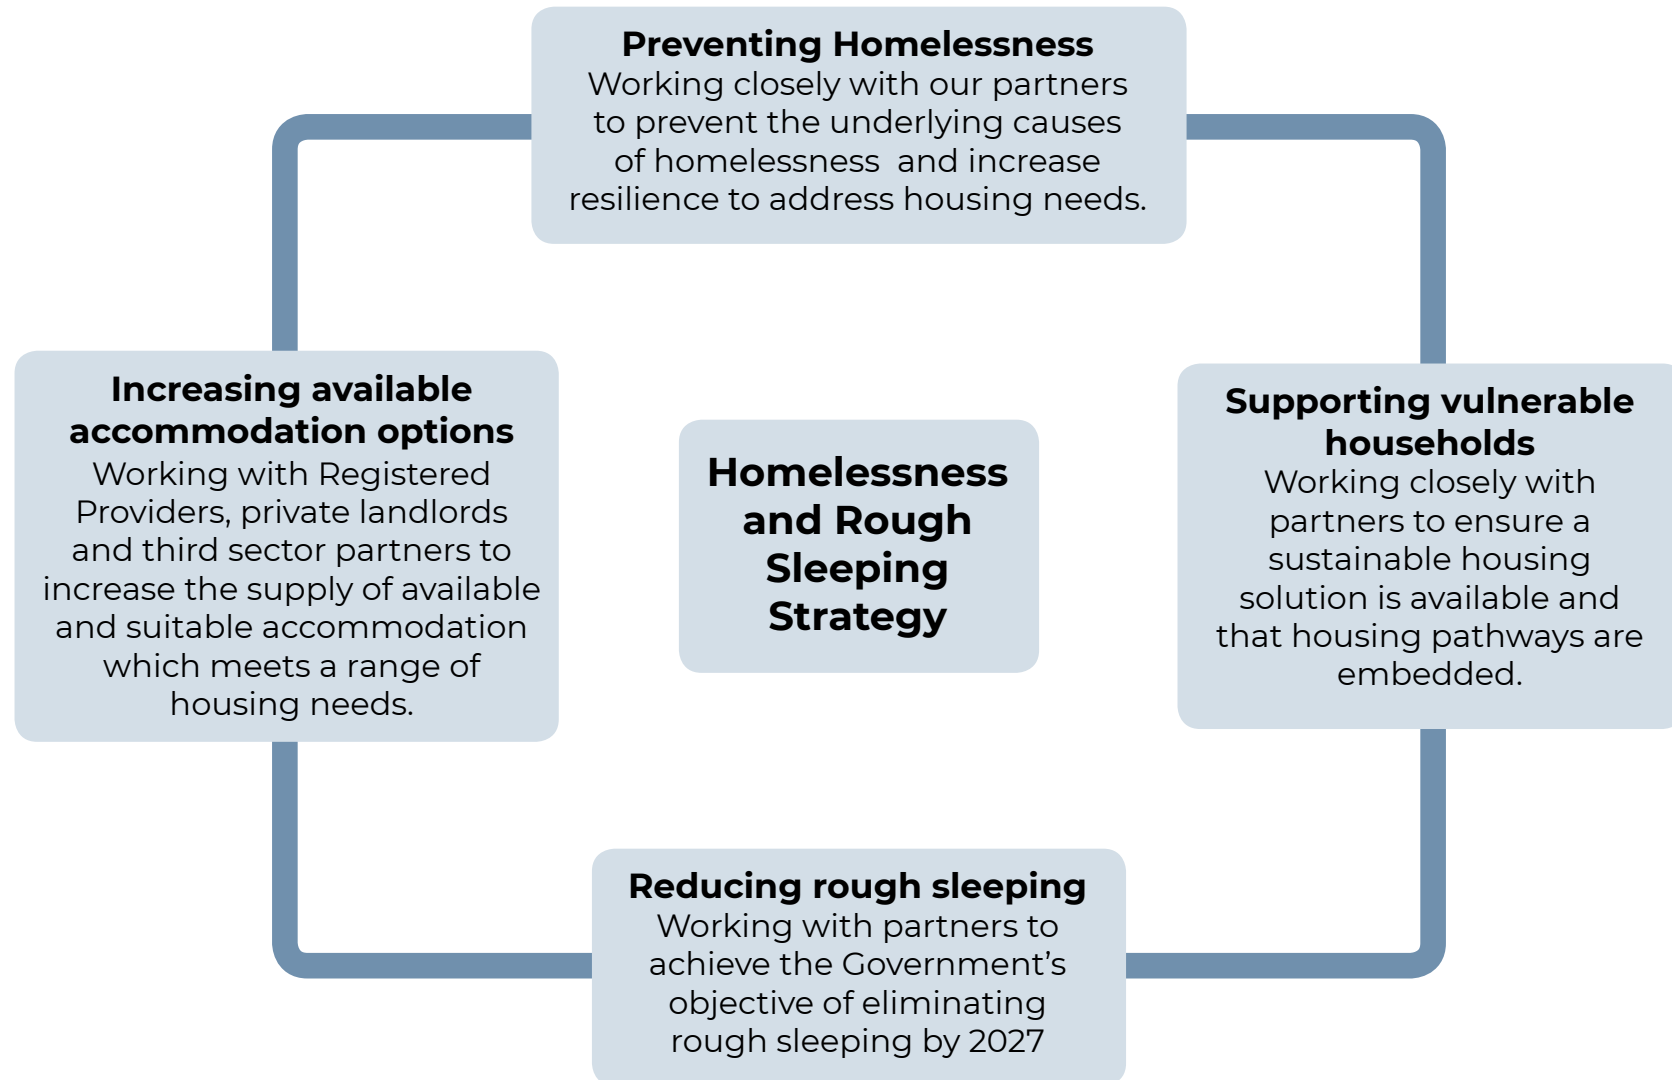 Preventing Homelessness
Working closely with our partners
to prevent the underlying causes
of homelessness  and increase
resilience to address housing needs.
Increasing available
accommodation options
Working with Registered
Providers, private landlords
and third sector partners to
increase the supply of available
and suitable accommodation
which meets a range of
housing needs.
Homelessness
and Rough
Sleeping
Strategy
Supporting vulnerable
households
Working closely with
partners to ensure a
sustainable housing
solution is available and
that housing pathways are
embedded.
Reducing rough sleeping
Working with partners to
achieve the Government’s
objective of eliminating
rough sleeping by 2027